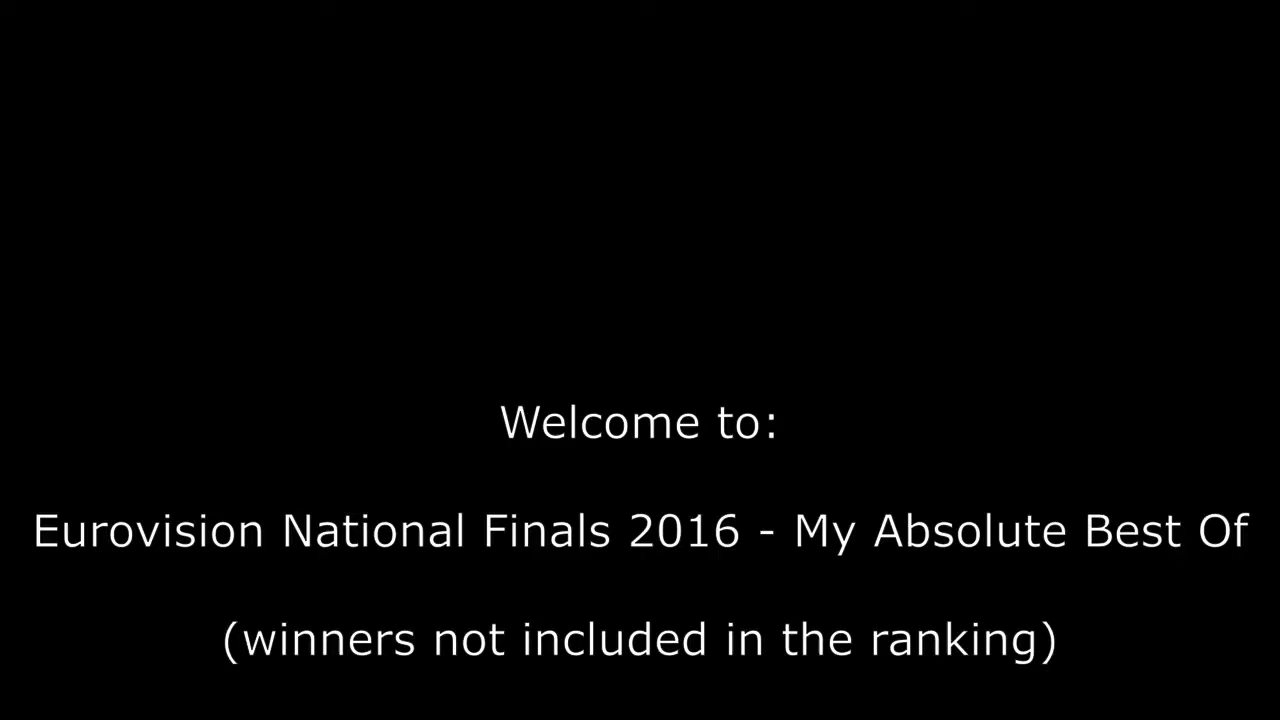 Welcome to:
Eurovision National Finals 2016 - My Absolute Best Of
(winners not included in the ranking)